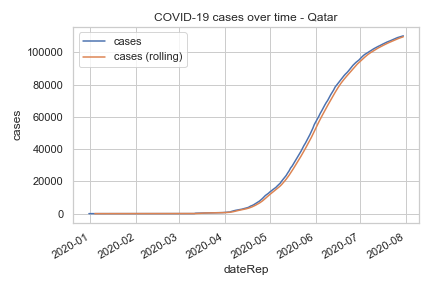 COVID-19 cases over time - Qatar
cases
cases (rolling)
100000
80000
60000
40000
20000
0
cases
2020-01
2020-02
2020-03
2020-04
2020-05
2020-06
2020-07
2020-08
dateRep